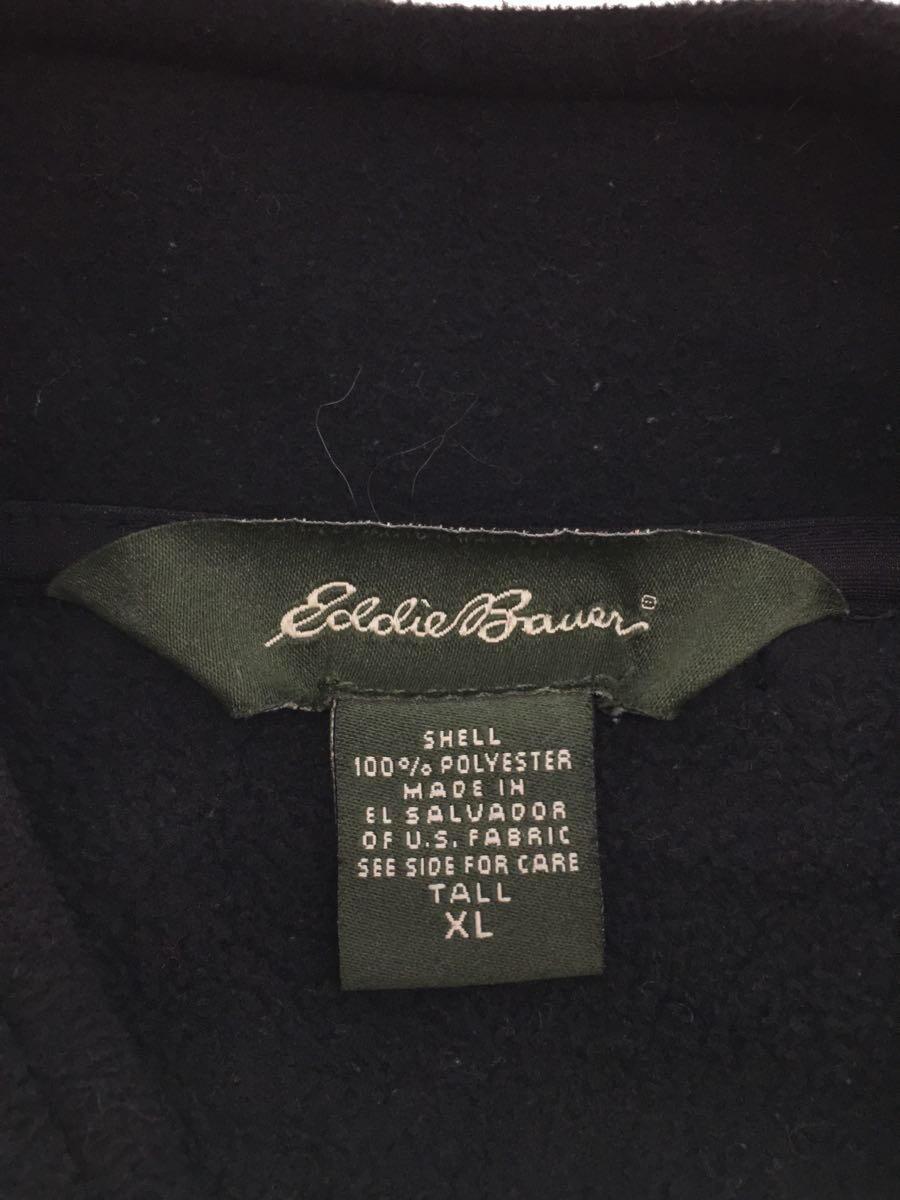 Eddie Bauer®
SHELL
100% POLYESTER
MADE IN
EL SALVADOR
OF U.S. FABRIC
SEE SIDE FOR CARE
TALL
XL